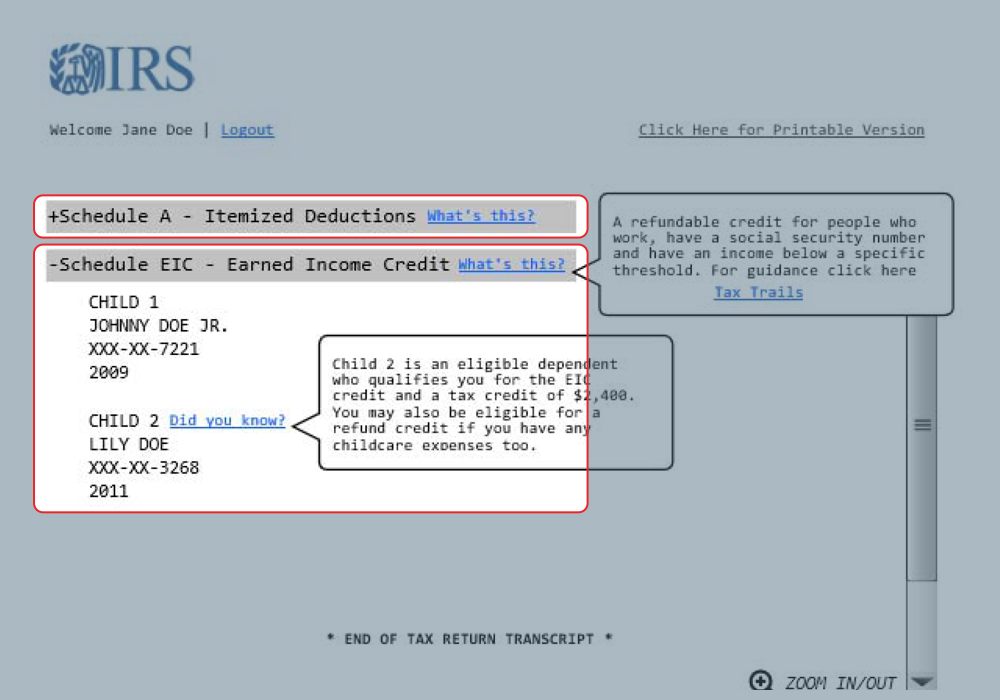 IRS
Welcome Jane Doe | Logout
Click Here for Printable Version
+Schedule A - Itemized Deductions What's this?
-Schedule EIC - Earned Income Credit What's this?
A refundable credit for people who
work, have a social security number
and have an income below a specific
threshold. For guidance click here
Tax Trails
CHILD 1
JOHNNY DOE JR.
XXX-XX-7221
2009
CHILD 2 Did you know?
LILY DOE
XXX-XX-3268
2011
Child 2 is an eligible dependent
who qualifies you for the EIC
credit and a tax credit of $2,400.
You may also be eligible for a
refund credit if you have any
childcare expenses too.
* END OF TAX RETURN TRANSCRIPT *
ZOOM IN/OUT